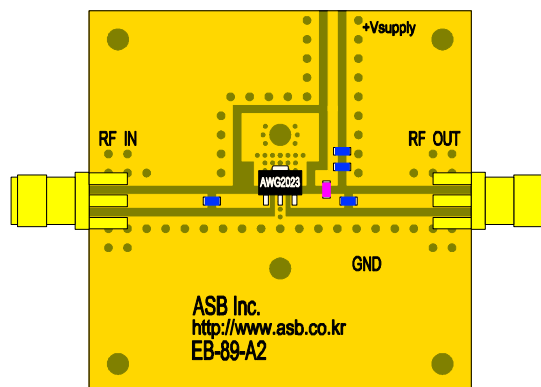 +Vsupply
RF IN
RF OUT
AWG2023
GND
ASB Inc.
http://www.asb.co.kr
EB-89-A2